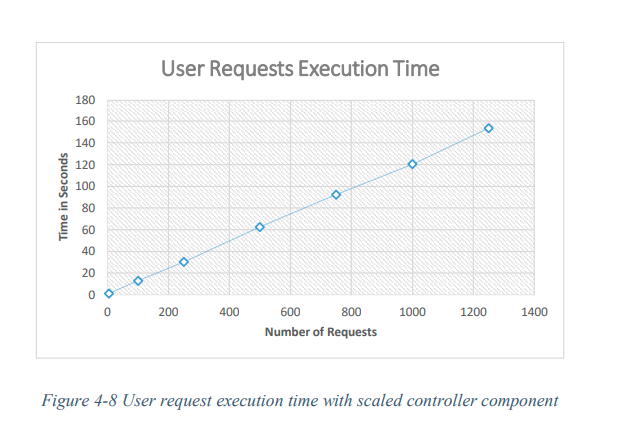 User Requests Execution Time
180
160
140
120
100
80
60
40
20
0
Time in Seconds
0 200 400 600 800 1000 1200 1400
Number of Requests
Figure 4-8 User request execution time with scaled controller component